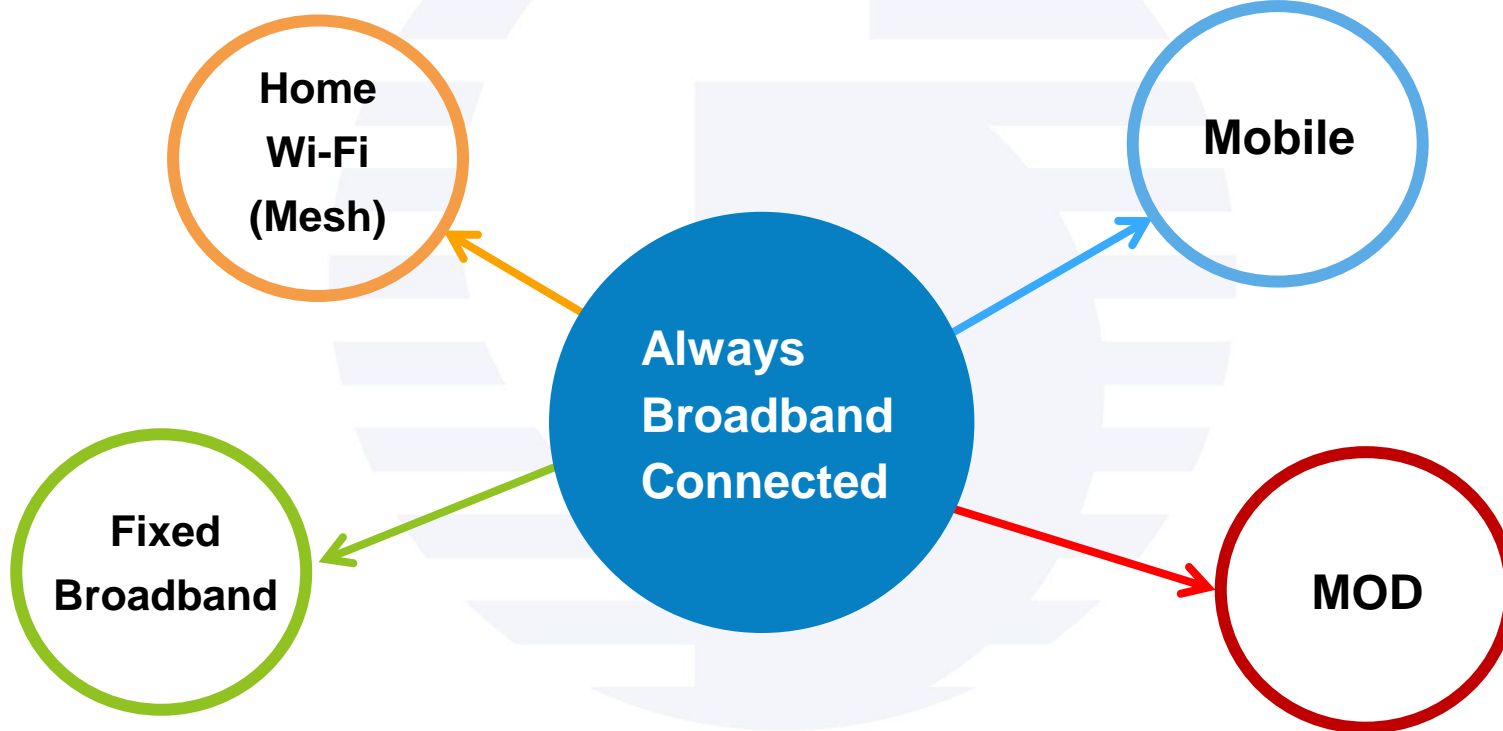 Home
Wi-Fi
(Mesh)
Mobile
Always
Broadband
Connected
Fixed
Broadband
MOD